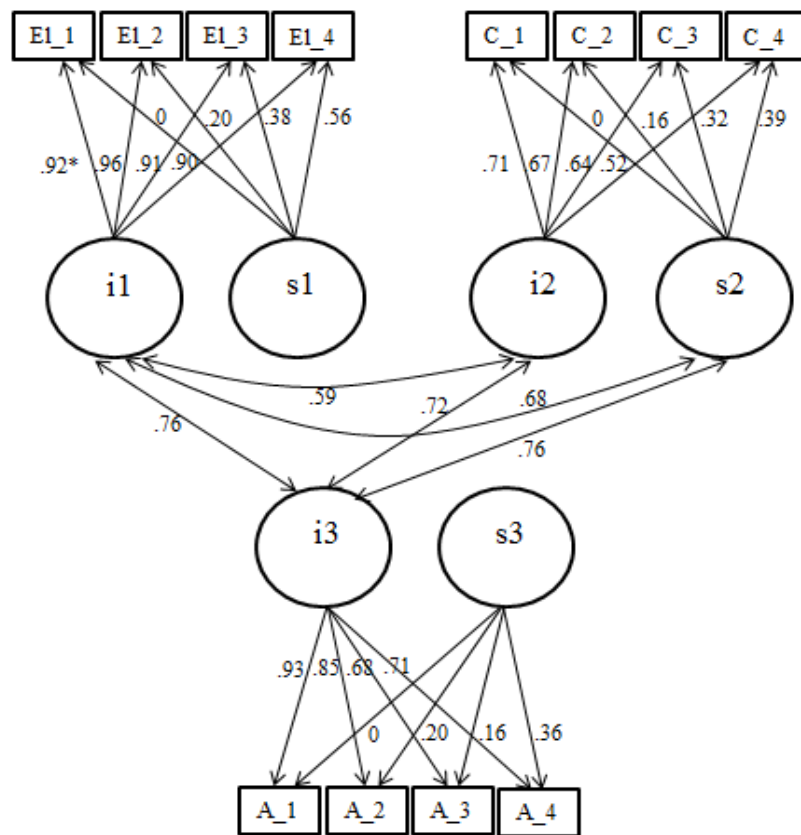 E1_1 E1_2 E1_3 E1_4 C_1 C_2 C_3 C_4
0 .20 .38 .56 0 .16 .32 .39
.92* .96 .91 .90 .71 .67 .64 .52
i1 s1 i2 s2
.59 .72 .68
.76 .76
i3 s3
.93 .85 .68 .71
0 .20 .16 .36
A_1 A_2 A_3 A_4